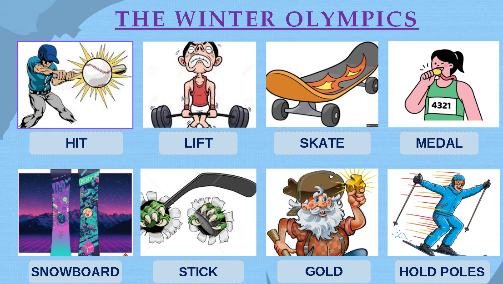 THE WINTER OLYMPICS
4321
HIT
LIFT
SKATE
MEDAL
SNOWBOARD
STICK
GOLD
HOLD POLES